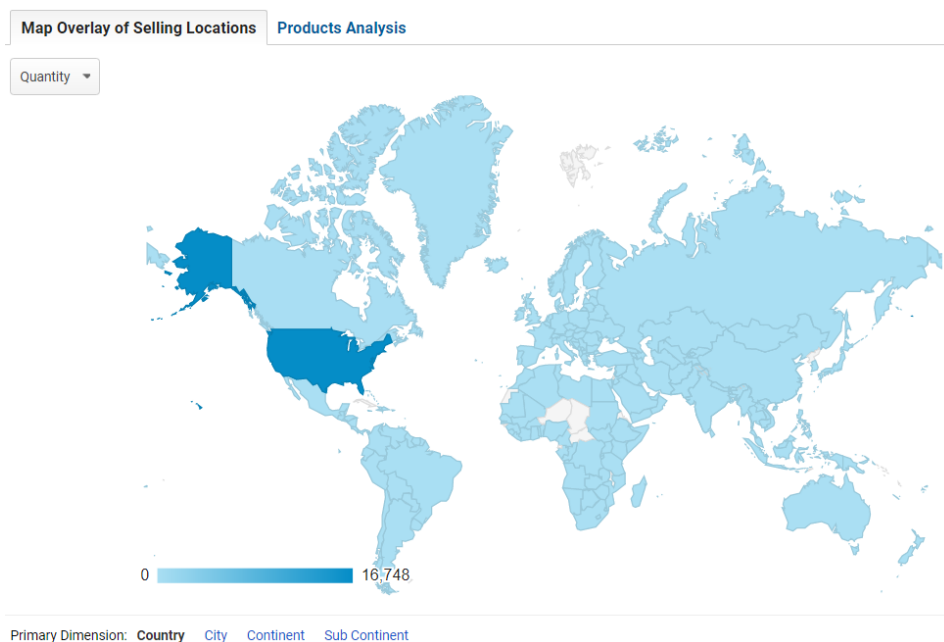 Map Overlay of Selling Locations Products Analysis
Quantity
0 16,748
Primary Dimension: Country City Continent Sub Continent